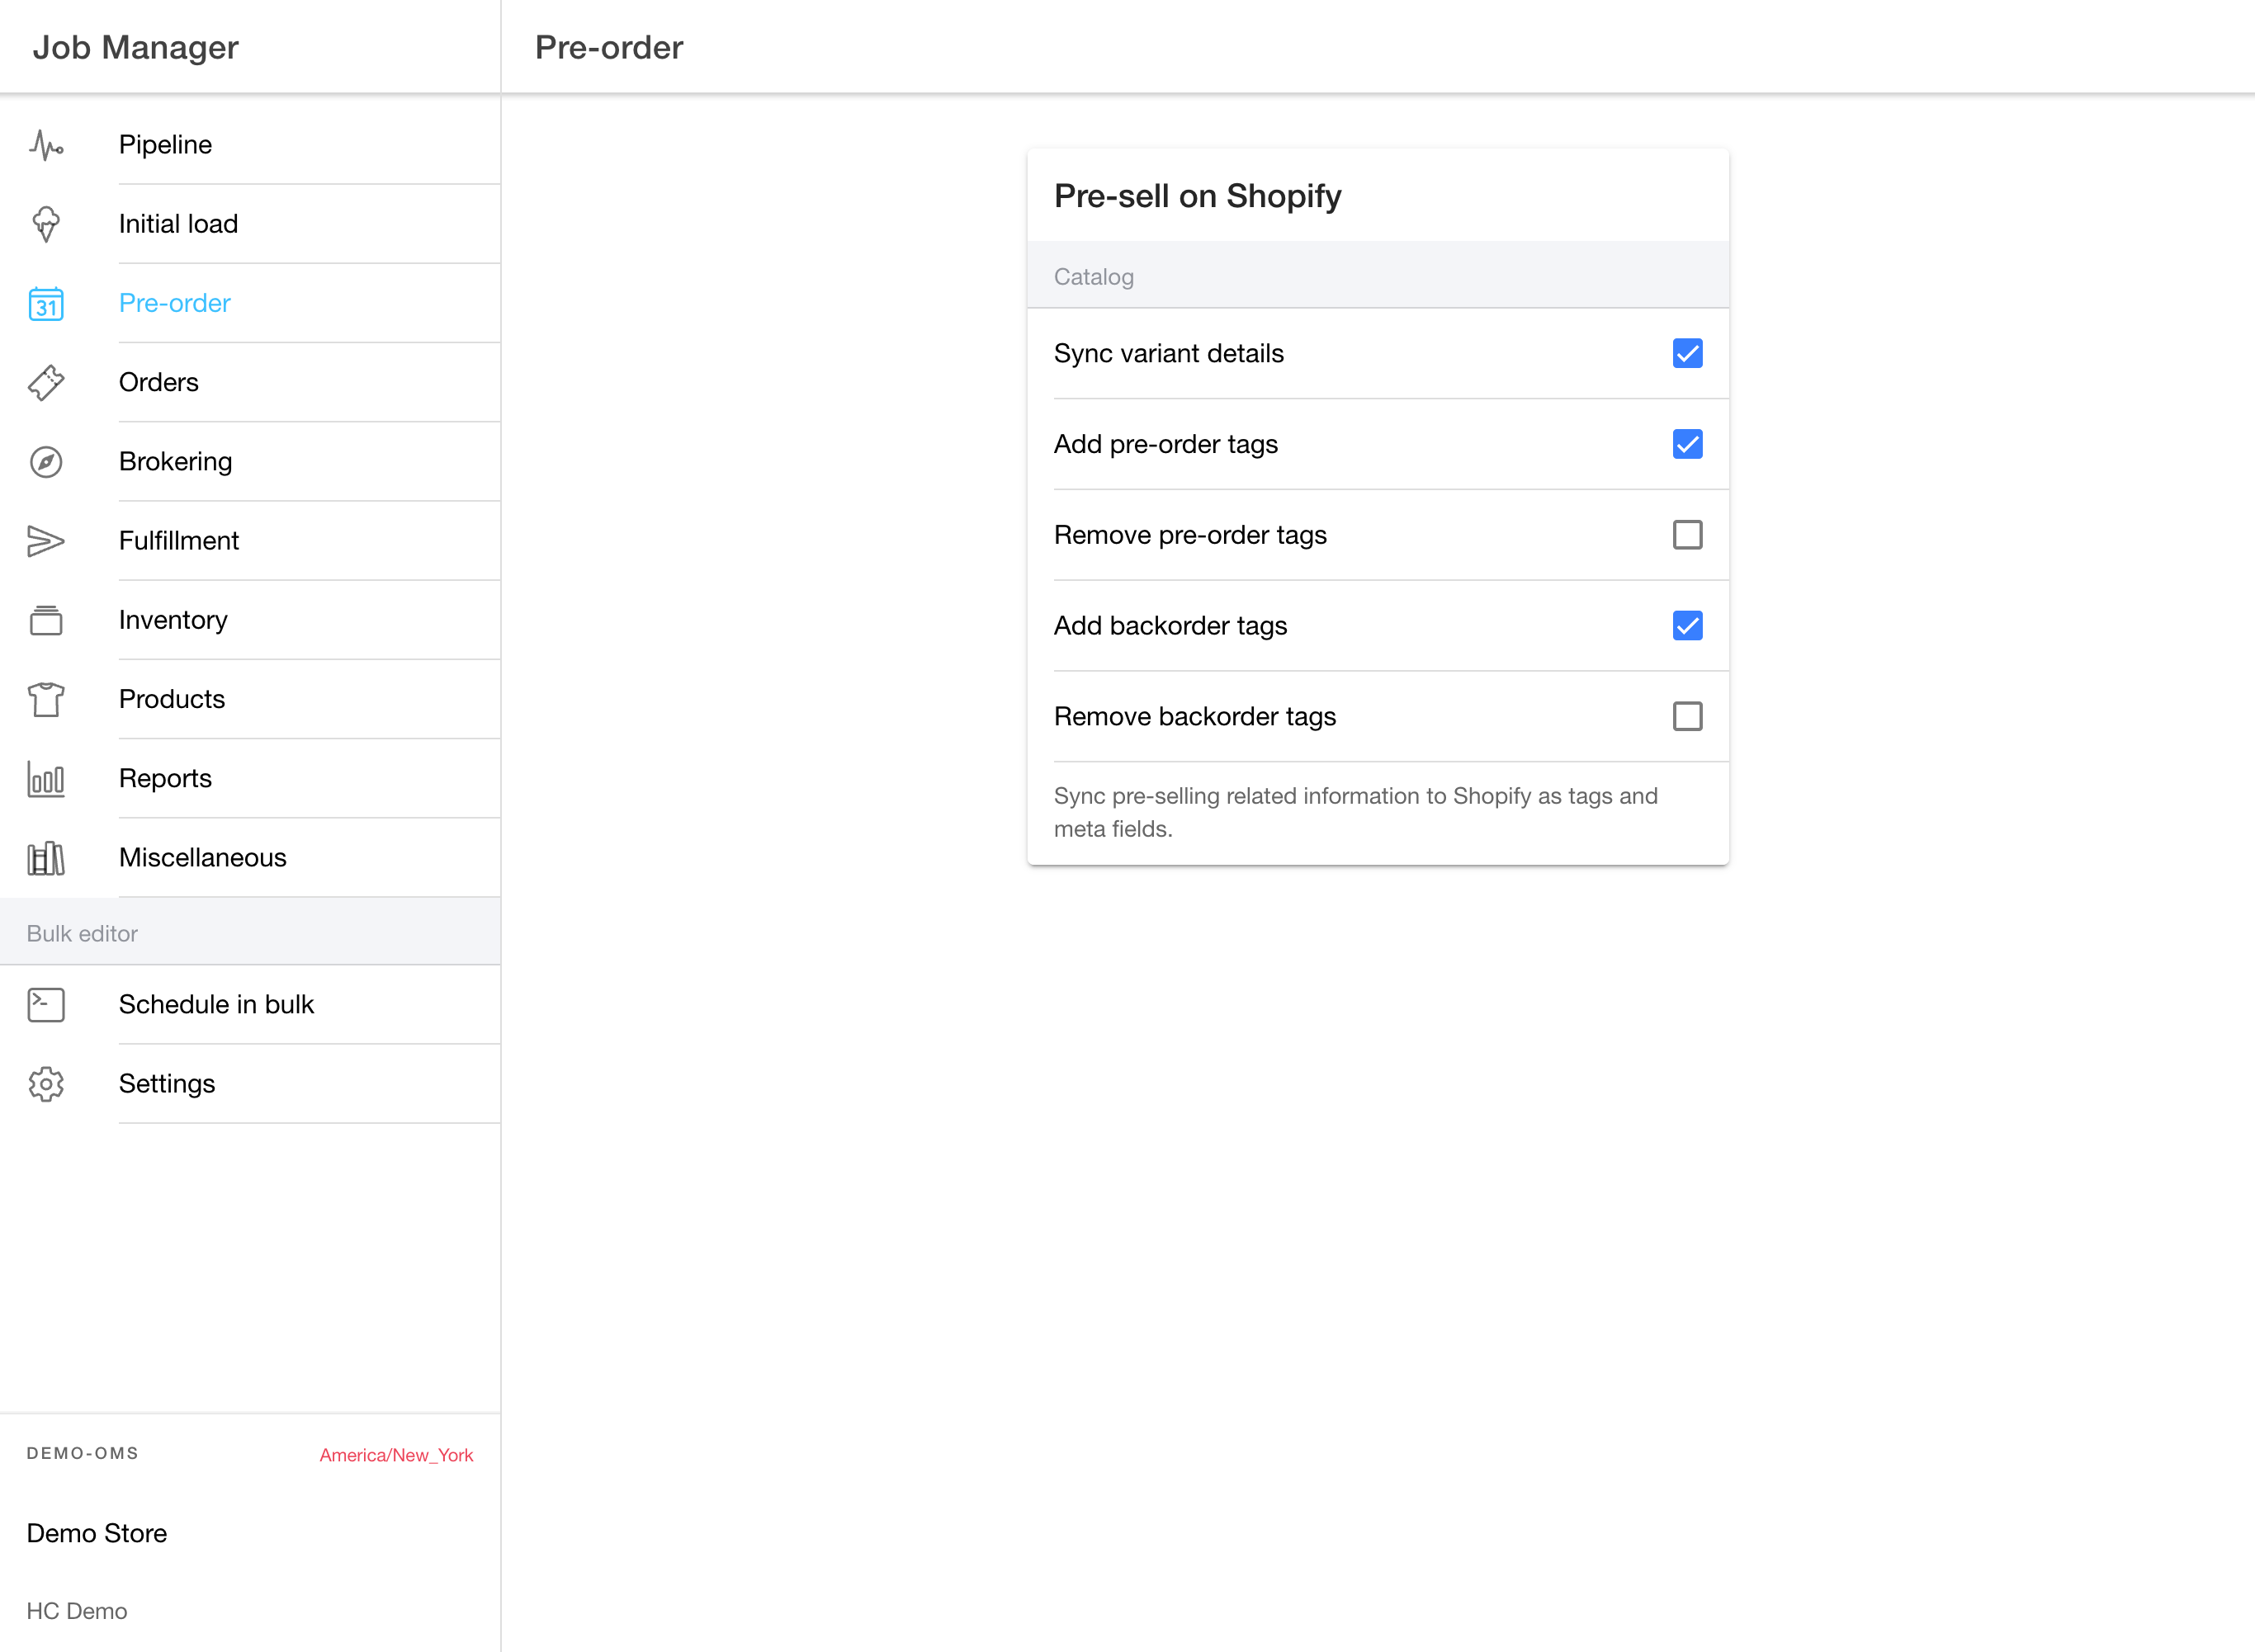 Job Manager
Pre-order
Pipeline
Initial load
31
Pre-order
Orders
Brokering
Fulfillment
Inventory
Products
Reports
Miscellaneous
Bulk editor
Schedule in bulk
Settings
DEMO-OMS
America/New_York
Demo Store
HC Demo
Pre-sell on Shopify
Catalog
Sync variant details
Add pre-order tags
Remove pre-order tags
Add backorder tags
Remove backorder tags
Sync pre-selling related information to Shopify as tags and
meta fields.